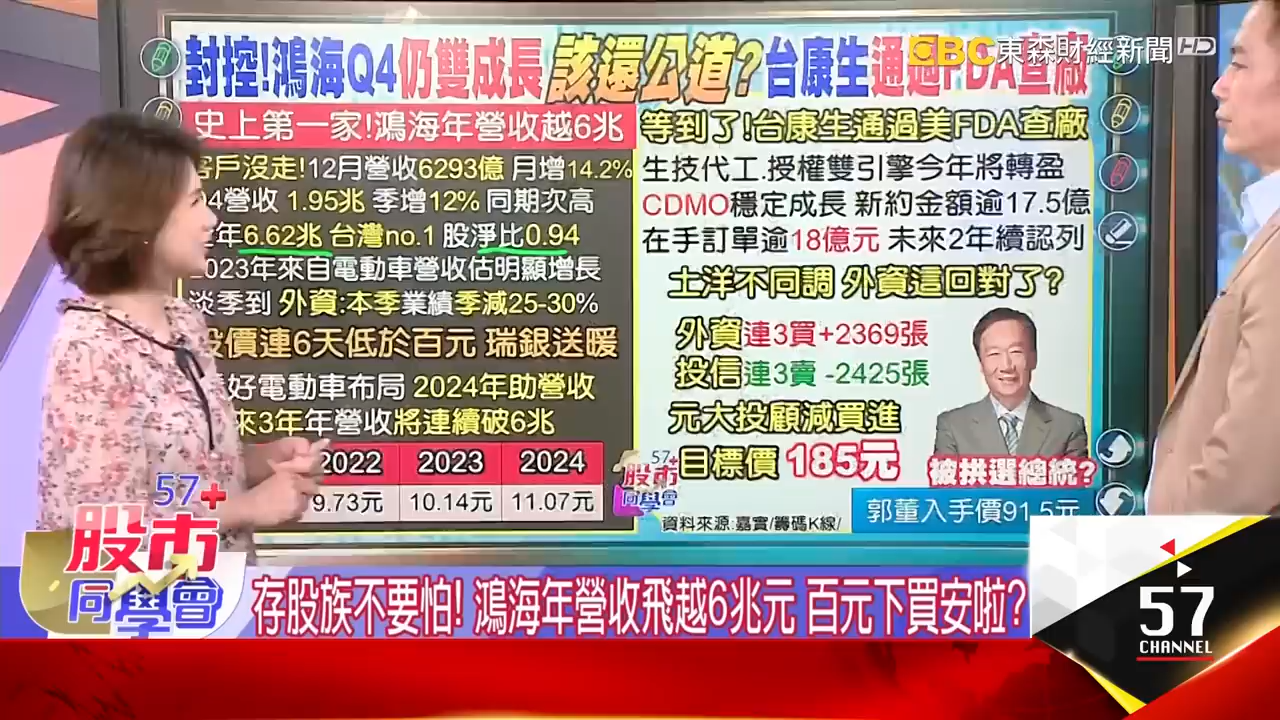 封控!鴻海Q4仍雙成長 該還公道? 台康生通過FDA查廠
EBC 東森財經新聞 HD
史上第一家!鴻海年營收越6兆
客戶沒走!12月營收6293億 月增14.2%
Q4營收 1.95兆 季增12% 同期次高
年6.62兆 台灣no.1 股淨比0.94
2023年來自電動車營收估明顯增長
淡季到 外資:本季業績季減25-30%
股價連6天低於百元 瑞銀送暖
好電動車布局 2024年助營收
來3年年營收將連續破6兆
2022 2023 2024
9.73元 10.14元 11.07元
等到了!台康生通過美FDA查廠
生技代工.授權雙引擎今年將轉盈
CDMO穩定成長 新約金額逾17.5億
在手訂單逾18億元 未來2年續認列
土洋不同調 外資這回對了?
外資連3買+2369張
投信連3賣 -2425張
元大投顧減買進
目標價 185元
被拱選總統?
郭董入手價91.5元
57+
股市
同學會
資料來源:嘉實/籌碼K線/
57+
股市
同學會
存股族不要怕! 鴻海年營收飛越6兆元 百元下買安啦?
57
CHANNEL